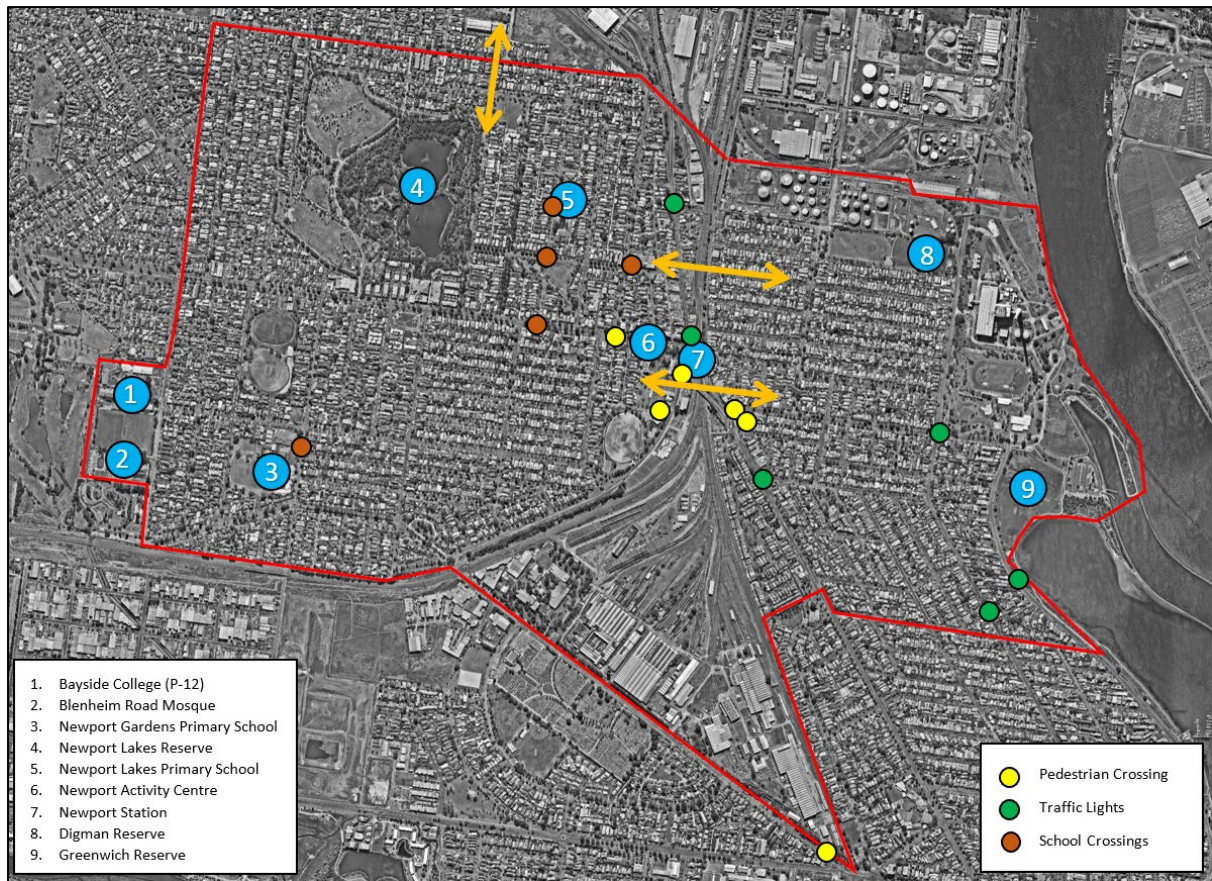 4
5
8
6
7
1
2
3
9
1. Bayside College (P-12)
2. Blenheim Road Mosque
3. Newport Gardens Primary School
4. Newport Lakes Reserve
5. Newport Lakes Primary School
6. Newport Activity Centre
7. Newport Station
8. Digman Reserve
9. Greenwich Reserve
Pedestrian Crossing
Traffic Lights
School Crossings